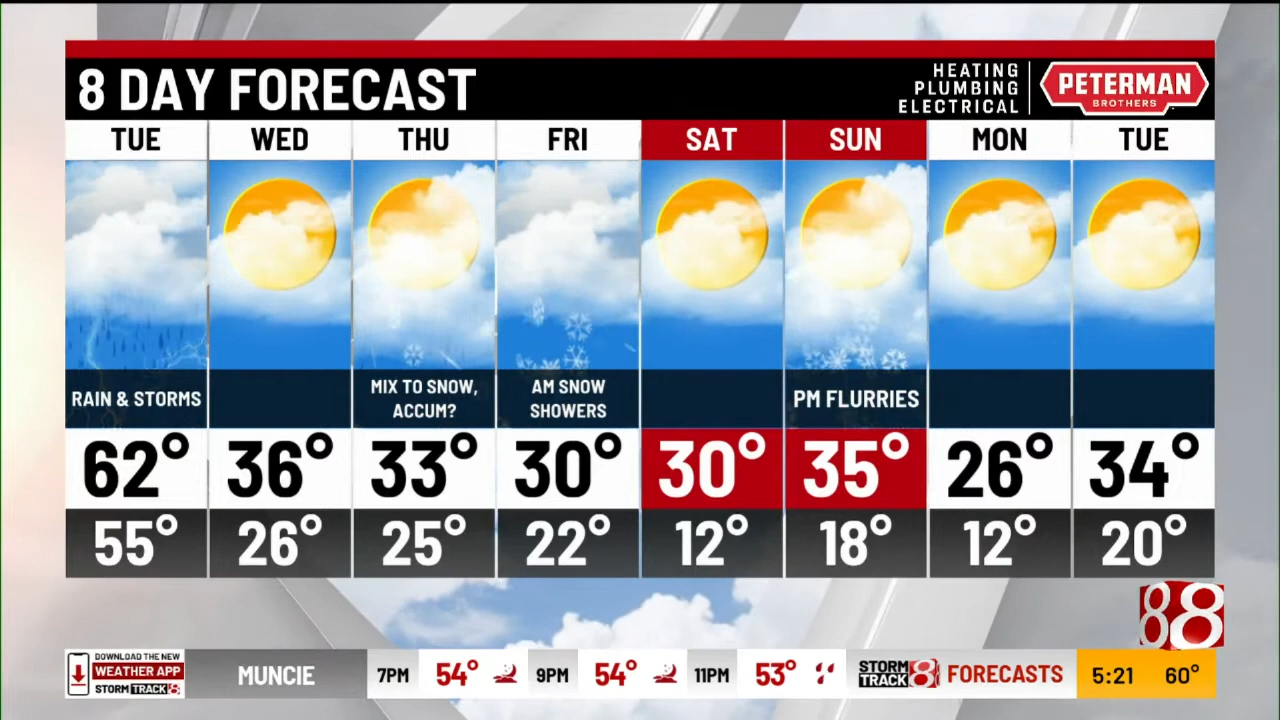 8 DAY FORECAST
HEATING
PLUMBING
ELECTRICAL
PETERMAN
BROTHERS
TUE WED THU FRI SAT SUN MON TUE
RAIN & STORMS
MIX TO SNOW,
ACCUM?
AM SNOW
SHOWERS
PM FLURRIES
62° 36° 33° 30° 30° 35° 26° 34°
55° 26° 25° 22° 12° 18° 12° 20°
88
DOWNLOAD THE NEW
WEATHER APP
STORM TRACK 8
MUNCIE
7PM 54° 9PM 54° 11PM 53°
STORM
TRACK 8 FORECASTS
5:21 60°